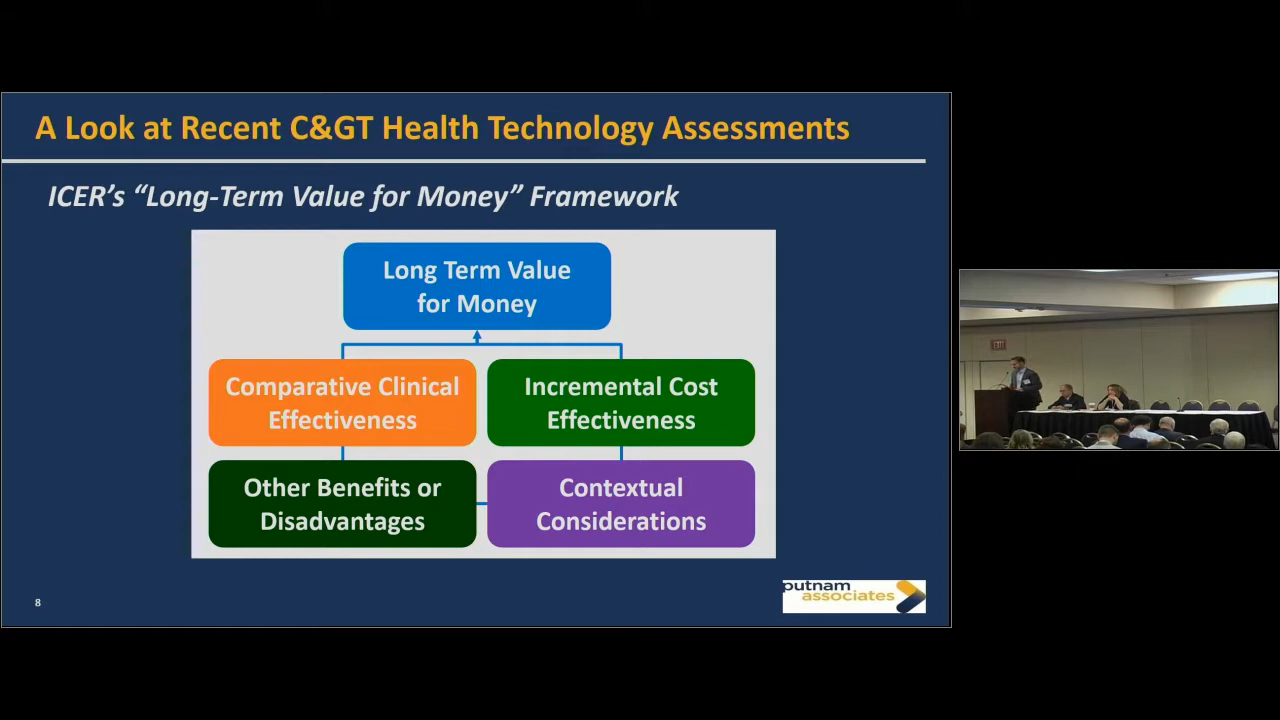 A Look at Recent C&GT Health Technology Assessments
ICER's “Long-Term Value for Money” Framework
Long Term Value
for Money
Comparative Clinical
Effectiveness
Incremental Cost
Effectiveness
Other Benefits or
Disadvantages
Contextual
Considerations
8
putnam
associates
EXIT